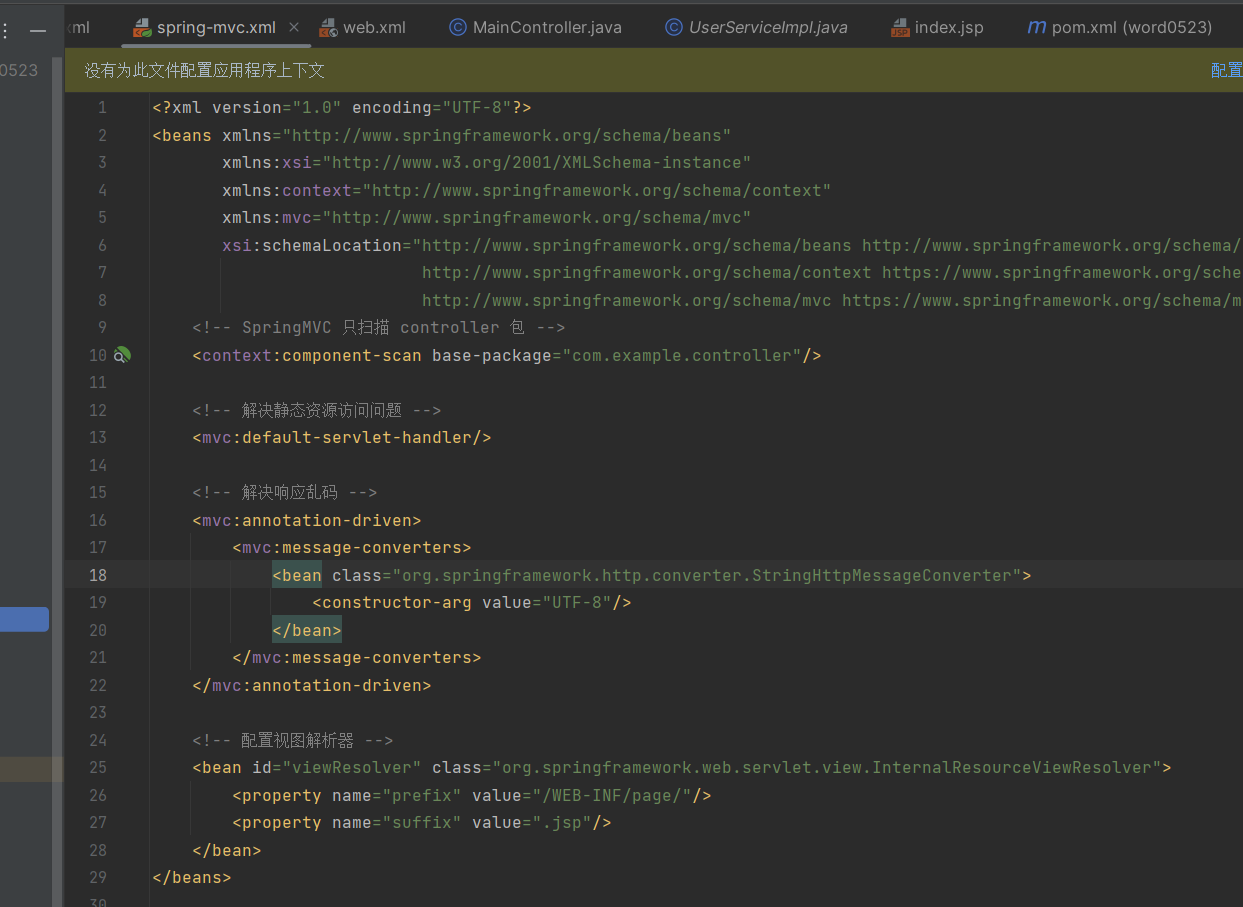 ml spring-mvc.xml web.xml MainController.java UserServiceImpl.java index.jsp pom.xml (word0523)
0523 没有为此文件配置应用程序上下文 配置
1 <?xml version="1.0" encoding="UTF-8"?>
2 <beans xmlns="http://www.springframework.org/schema/beans"
3 xmlns:xsi="http://www.w3.org/2001/XMLSchema-instance"
4 xmlns:context="http://www.springframework.org/schema/context"
5 xmlns:mvc="http://www.springframework.org/schema/mvc"
6 xsi:schemaLocation="http://www.springframework.org/schema/beans http://www.springframework.org/schema/
7 http://www.springframework.org/schema/context https://www.springframework.org/sche
8 http://www.springframework.org/schema/mvc https://www.springframework.org/schema/m
9 <!-- SpringMVC 只扫描 controller 包 -->
10 <context:component-scan base-package="com.example.controller"/>
11
12 <!-- 解决静态资源访问问题 -->
13 <mvc:default-servlet-handler/>
14
15 <!-- 解决响应乱码 -->
16 <mvc:annotation-driven>
17 <mvc:message-converters>
18 <bean class="org.springframework.http.converter.StringHttpMessageConverter">
19 <constructor-arg value="UTF-8"/>
20 </bean>
21 </mvc:message-converters>
22 </mvc:annotation-driven>
23
24 <!-- 配置视图解析器 -->
25 <bean id="viewResolver" class="org.springframework.web.servlet.view.InternalResourceViewResolver">
26 <property name="prefix" value="/WEB-INF/page/"/>
27 <property name="suffix" value=".jsp"/>
28 </bean>
29 </beans>
30